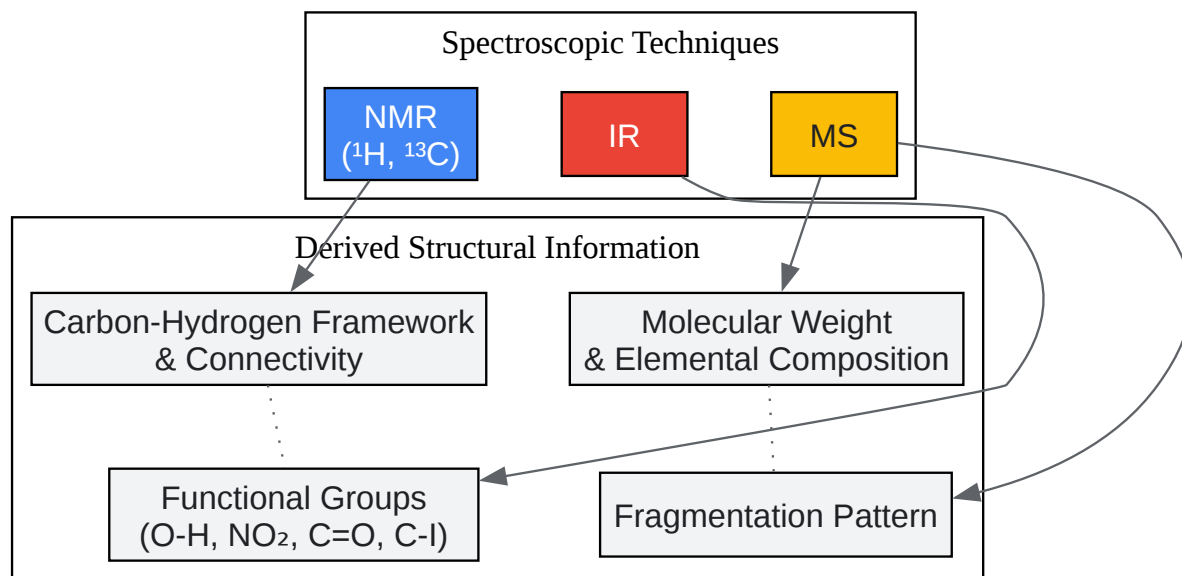 Spectroscopic Techniques
NMR
(¹H, ¹³C)
IR
MS
Derived Structural Information
Carbon-Hydrogen Framework
& Connectivity
Molecular Weight
& Elemental Composition
Functional Groups
(O-H, NO₂, C=O, C-I)
Fragmentation Pattern